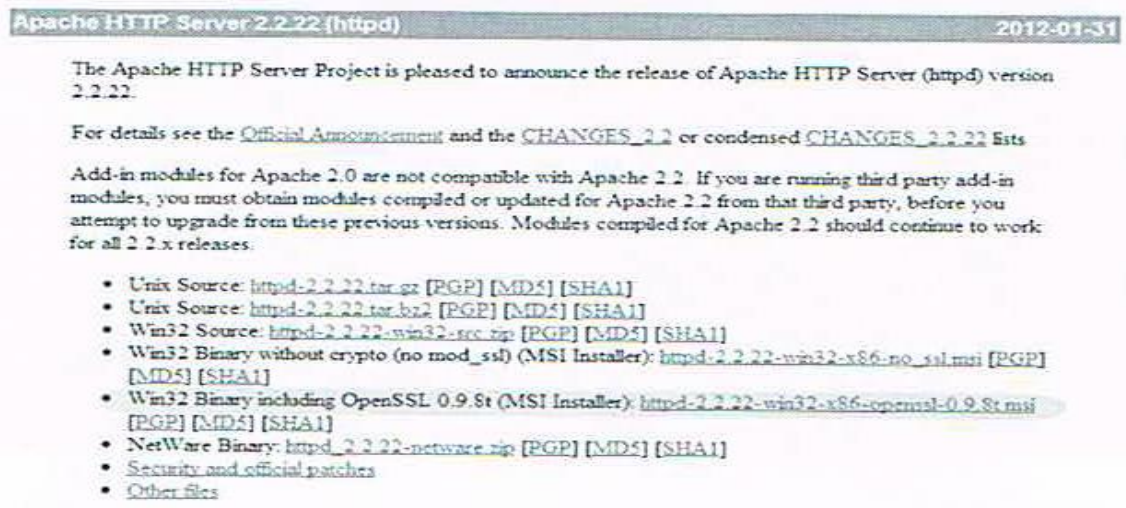 Apache HTTP Server 2.2.22 (httpd) 2012-01-31
The Apache HTTP Server Project is pleased to announce the release of Apache HTTP Server (httpd) version
2.2.22.
For details see the Official Announcement and the CHANGES_2.2 or condensed CHANGES_2.2.22 lists
Add-in modules for Apache 2.0 are not compatible with Apache 2.2. If you are running third party add-in
modules, you must obtain modules compiled or updated for Apache 2.2 from that third party, before you
attempt to upgrade from these previous versions. Modules compiled for Apache 2.2 should continue to work
for all 2.2.x releases.
• Unix Source: httpd-2.2.22.tar.gz [PGP] [MD5] [SHA1]
• Unix Source: httpd-2.2.22.tar.bz2 [PGP] [MD5] [SHA1]
• Win32 Source: httpd-2.2.22-win32-src.zip [PGP] [MD5] [SHA1]
• Win32 Binary without crypto (no mod_ssl) (MSI Installer): httpd-2.2.22-win32-x86-no_ssl.msi [PGP]
[MD5] [SHA1]
• Win32 Binary including OpenSSL 0.9.8t (MSI Installer): httpd-2.2.22-win32-x86-openssl-0.9.8t.msi
[PGP] [MD5] [SHA1]
• NetWare Binary: httpd_2.2.22-netware.zip [PGP] [MD5] [SHA1]
• Security and official patches
• Other files